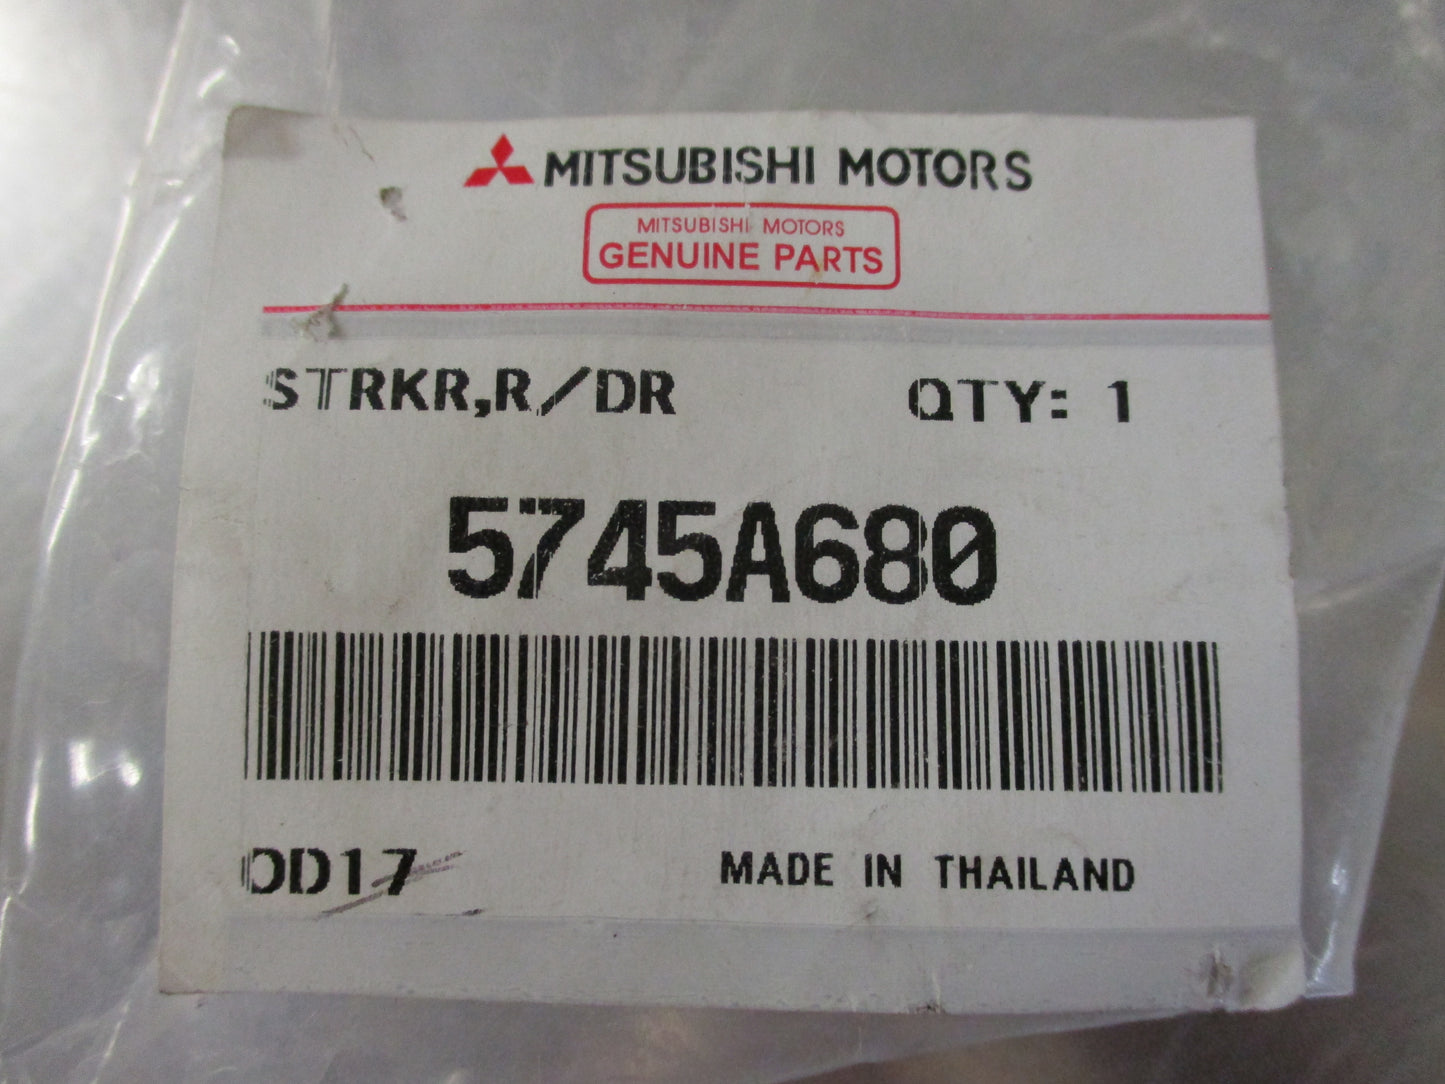 MITSUBISHI MOTORS
MITSUBISHI MOTORS
GENUINE PARTS
STRKR,R/DR QTY: 1
5745A680
OD17 MADE IN THAILAND